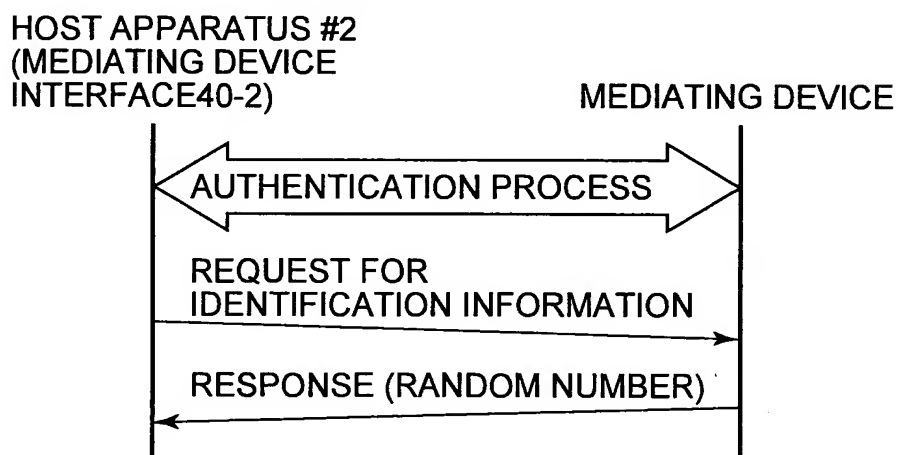 HOST APPARATUS #2
(MEDIATING DEVICE
INTERFACE40-2)
MEDIATING DEVICE
AUTHENTICATION PROCESS
REQUEST FOR
IDENTIFICATION INFORMATION
RESPONSE (RANDOM NUMBER)